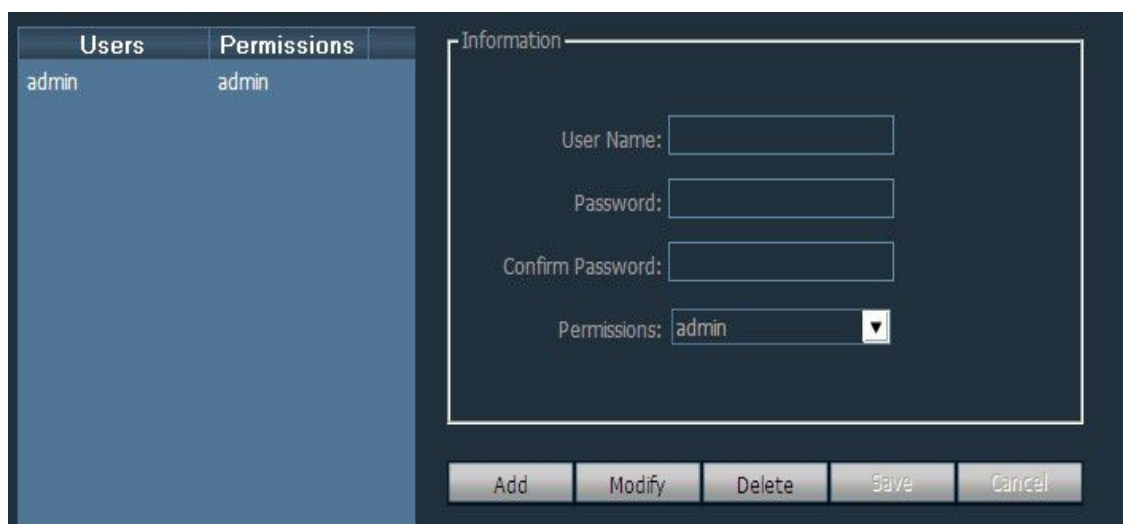 Users Permissions
admin admin
Information
User Name:
Password:
Confirm Password:
Permissions: admin
Add Modify Delete Save Cancel